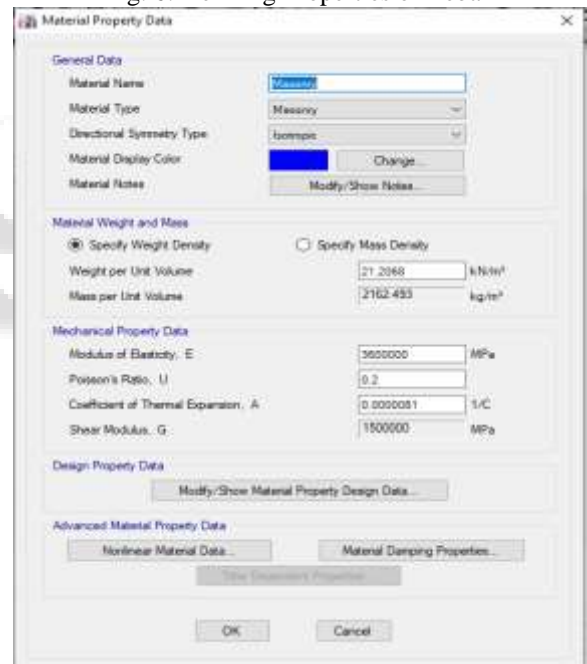 Material Property Data
General Data
Material Name Masonry
Material Type Masonry
Directional Symmetry Type Isotropic
Material Display Color Change...
Material Notes Modify/Show Notes...
Material Weight and Mass
Specify Weight Density Specify Mass Density
Weight per Unit Volume 21.2068 kN/m³
Mass per Unit Volume 2162.493 kg/m³
Mechanical Property Data
Modulus of Elasticity, E MPa
Poisson's Ratio, U 0.2
Coefficient of Thermal Expansion, A 0.0000081 1/C
Shear Modulus, G 1500000 MPa
Design Property Data
Modify/Show Material Property Design Data...
Advanced Material Property Data
Nonlinear Material Data... Material Damping Properties...
Time Dependent Properties...
OK Cancel